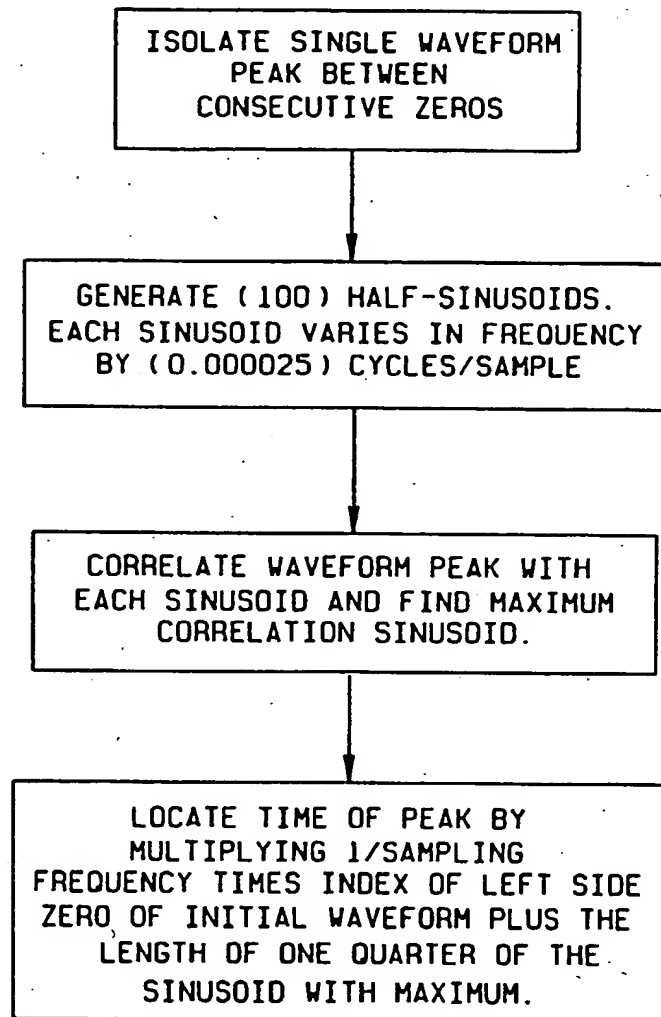 ISOLATE SINGLE WAVEFORM
PEAK BETWEEN
CONSECUTIVE ZEROS
GENERATE (100) HALF-SINUSOIDS.
EACH SINUSOID VARIES IN FREQUENCY
BY (0.000025) CYCLES/SAMPLE
CORRELATE WAVEFORM PEAK WITH
EACH SINUSOID AND FIND MAXIMUM
CORRELATION SINUSOID.
LOCATE TIME OF PEAK BY
MULTIPLYING 1/SAMPLING
FREQUENCY TIMES INDEX OF LEFT SIDE
ZERO OF INITIAL WAVEFORM PLUS THE
LENGTH OF ONE QUARTER OF THE
SINUSOID WITH MAXIMUM.